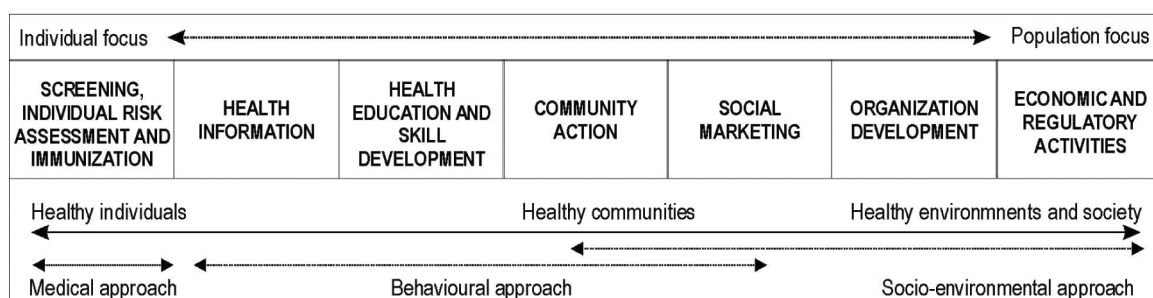 Individual focus
Population focus
SCREENING,
INDIVIDUAL RISK
ASSESSMENT AND
IMMUNIZATION
HEALTH
INFORMATION
HEALTH
EDUCATION AND
SKILL
DEVELOPMENT
COMMUNITY
ACTION
SOCIAL
MARKETING
ORGANIZATION
DEVELOPMENT
ECONOMIC AND
REGULATORY
ACTIVITIES
Healthy individuals
Healthy communities
Healthy environmnents and society
Medical approach
Behavioural approach
Socio-environmental approach